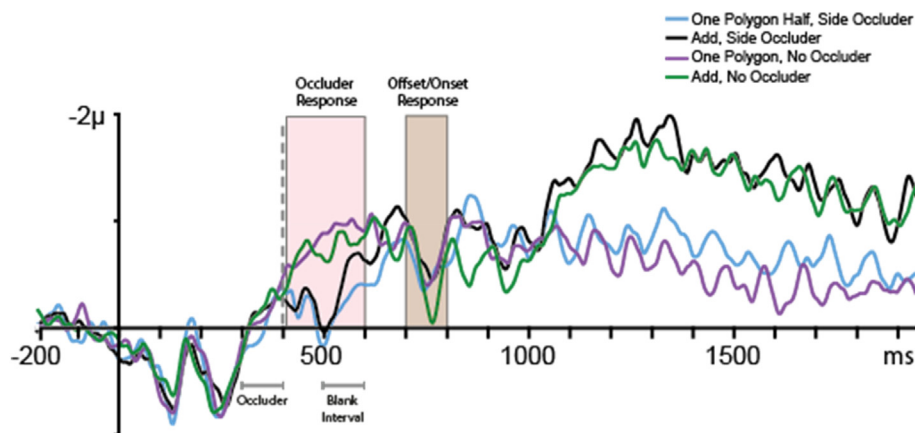 One Polygon Half, Side Occluder
Add, Side Occluder
One Polygon, No Occluder
Add, No Occluder
Occluder
Response
Offset/Onset
Response
-2μ
-200
500
1000
1500
ms
Occluder
Blank
Interval